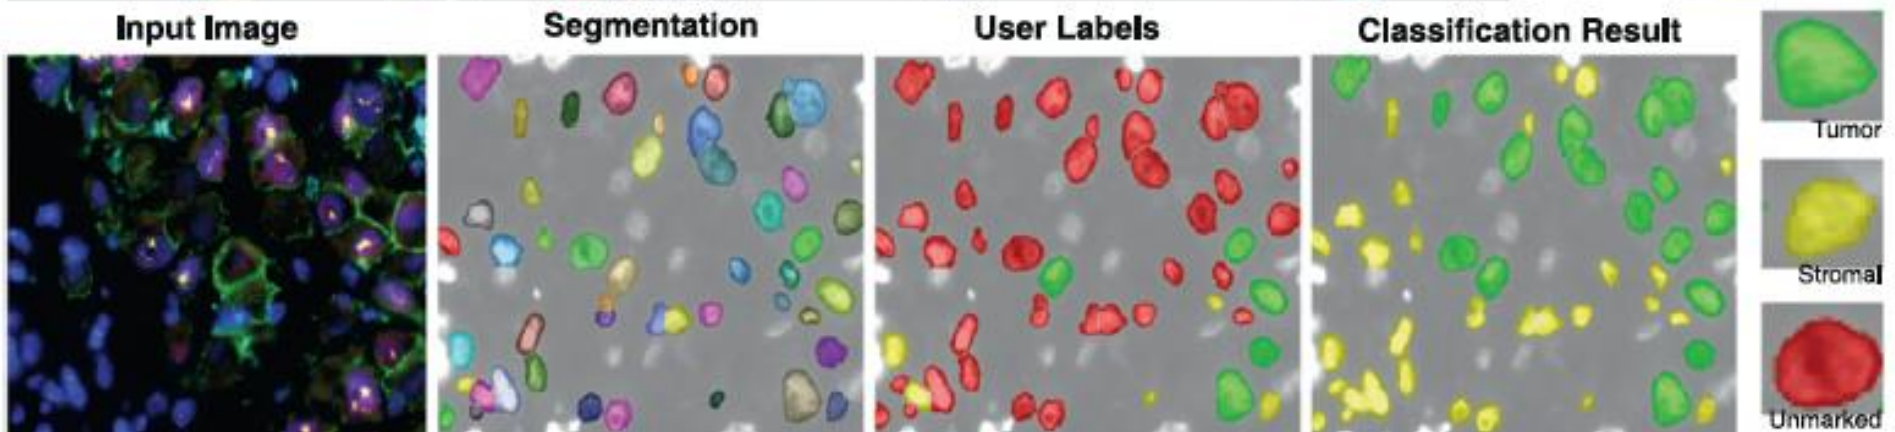 Input Image
Segmentation
User Labels
Classification Result
Tumor
Stromal
Unmarked